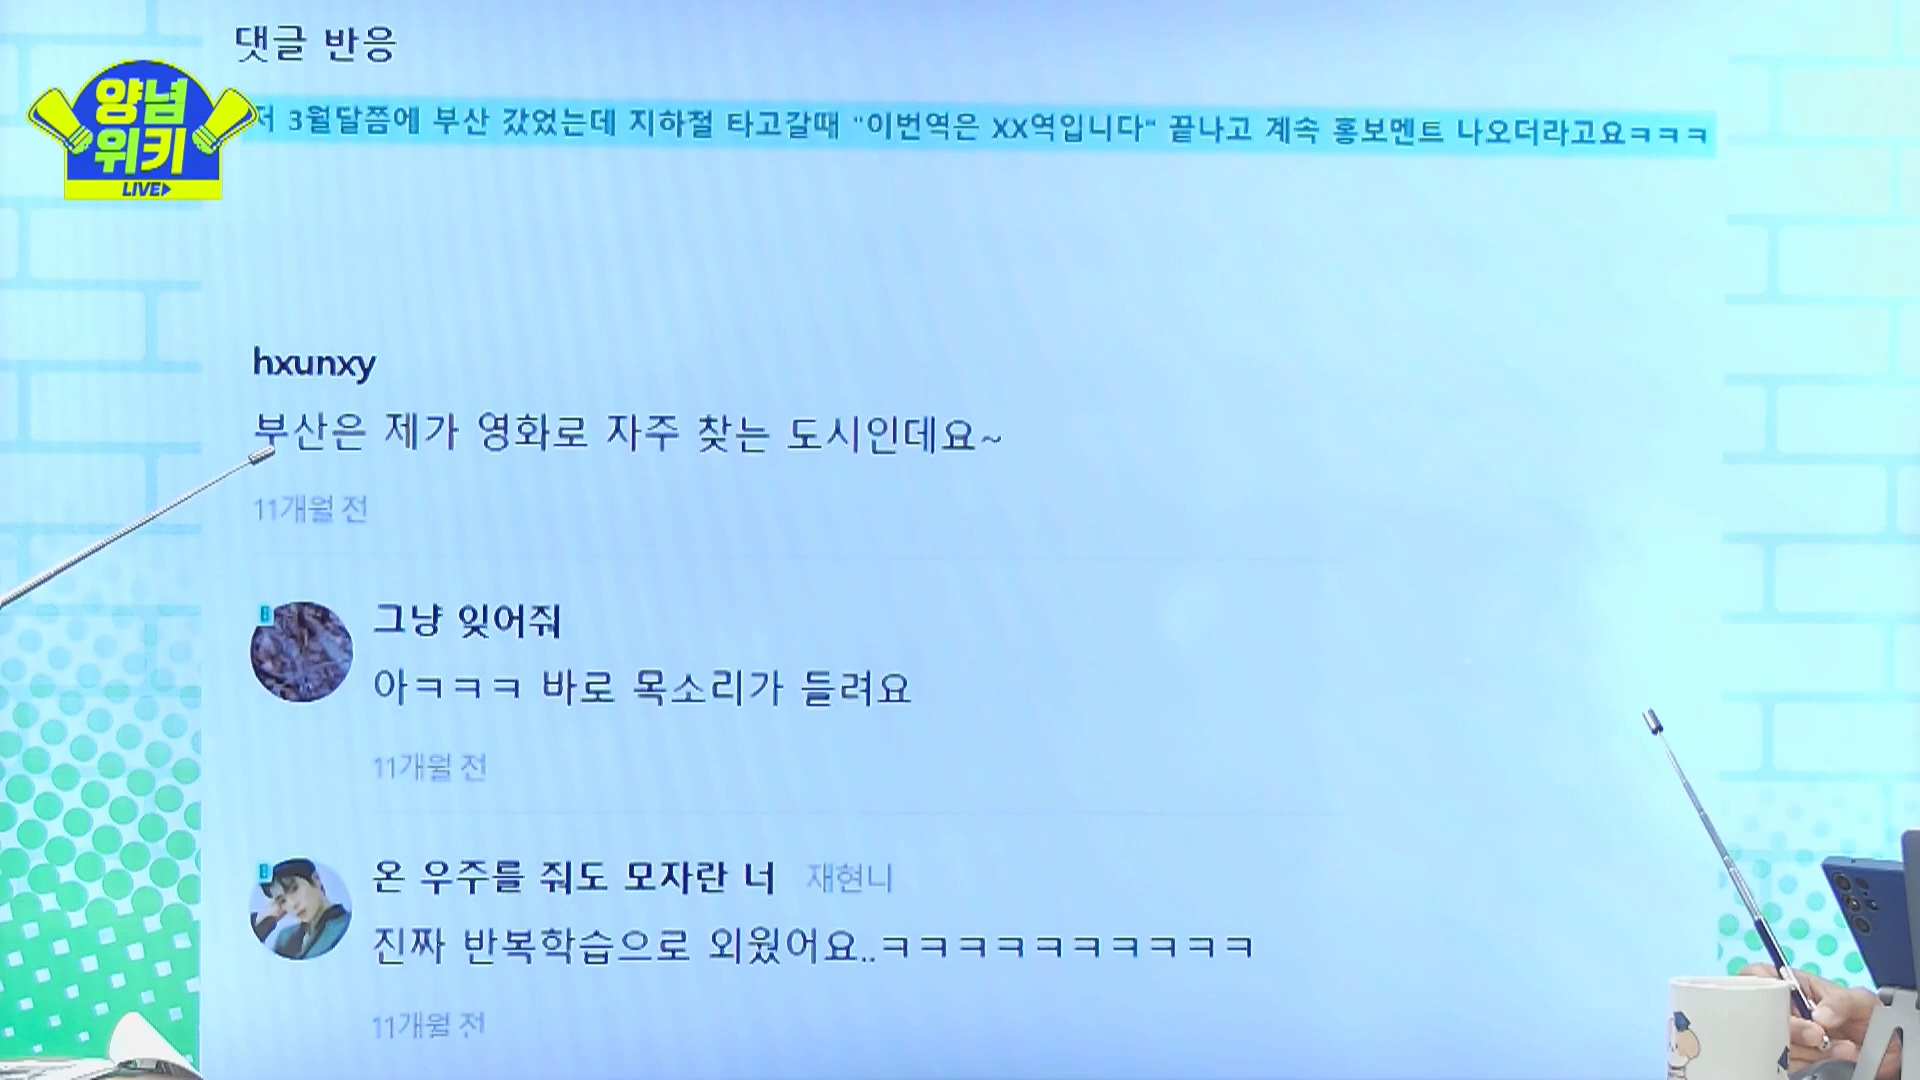 댓글 반응
양념
위키
LIVE
저 3월달쯤에 부산 갔었는데 지하철 타고갈때 "이번역은 XX역입니다" 끝나고 계속 홍보멘트 나오더라고요ㅋㅋㅋ
hxunxy
부산은 제가 영화로 자주 찾는 도시인데요~
11개월 전
그냥 잊어줘
아ㅋㅋㅋ 바로 목소리가 들려요
11개월 전
온 우주를 줘도 모자란 너 재현니
진짜 반복학습으로 외웠어요..ㅋㅋㅋㅋㅋㅋㅋㅋㅋㅋ
11개월 전